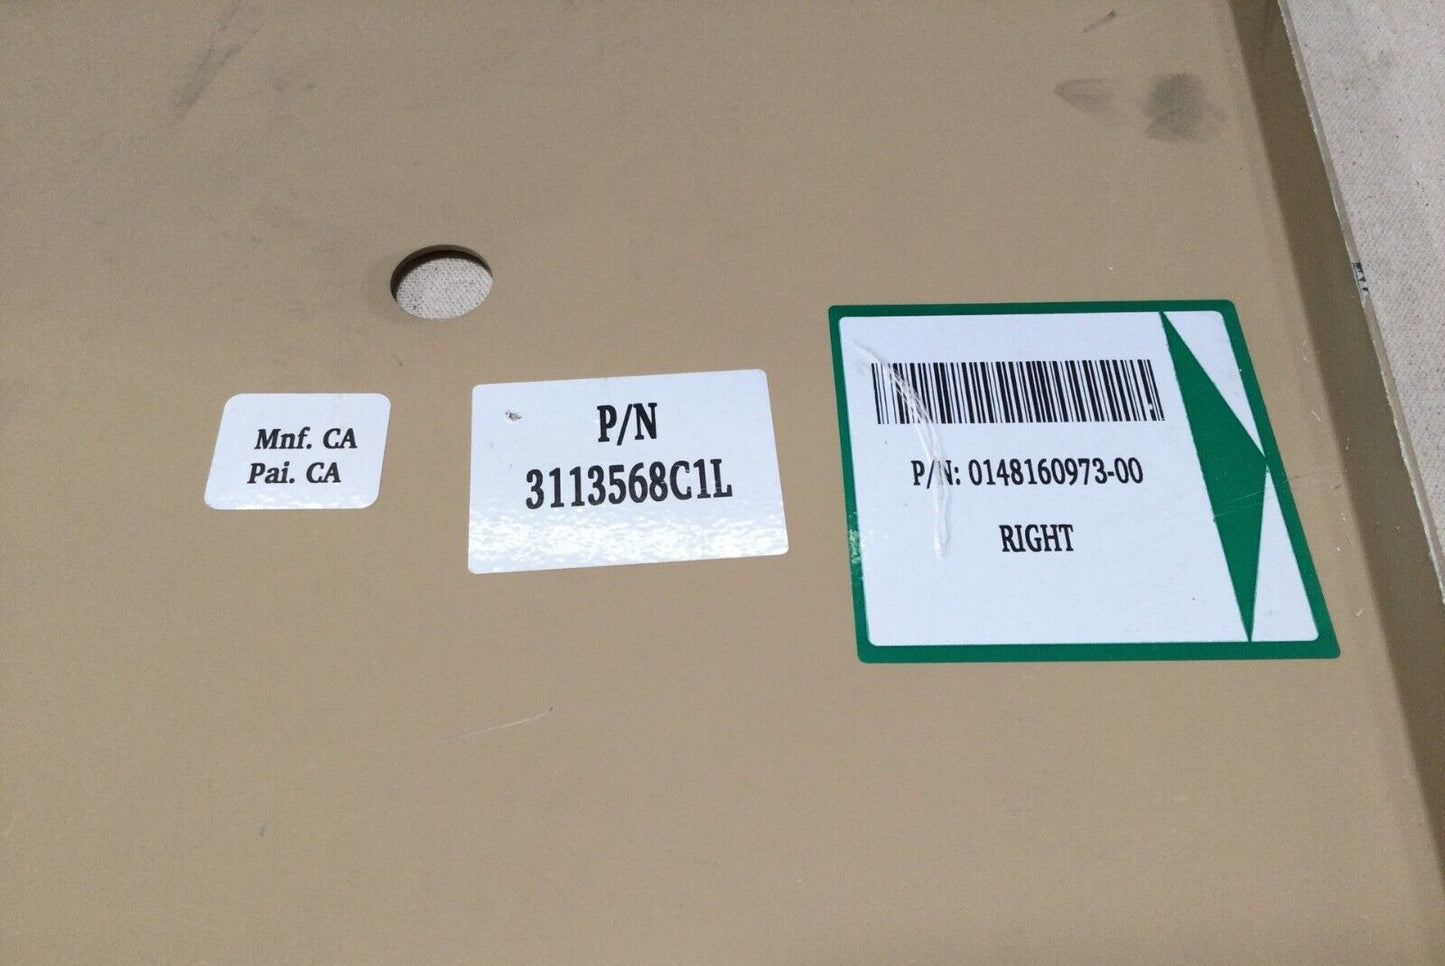 Mnf. CA
Pai. CA
P/N
3113568C1L
P/N: 0148160973-00
RIGHT